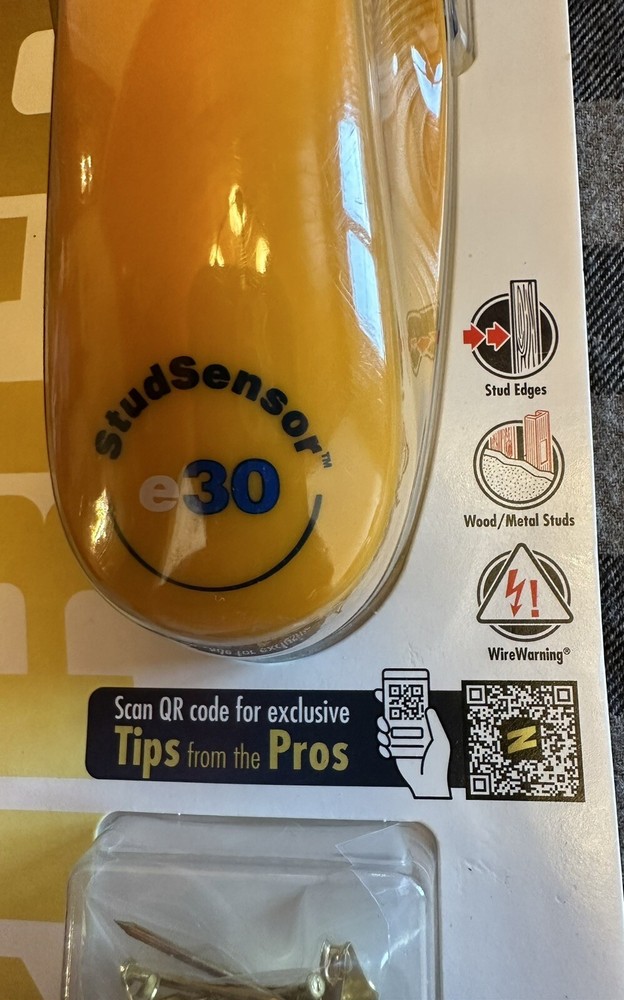 StudSensor™
e30
Stud Edges
Wood/Metal Studs
WireWarning®
Scan QR code for exclusive
Tips from the Pros